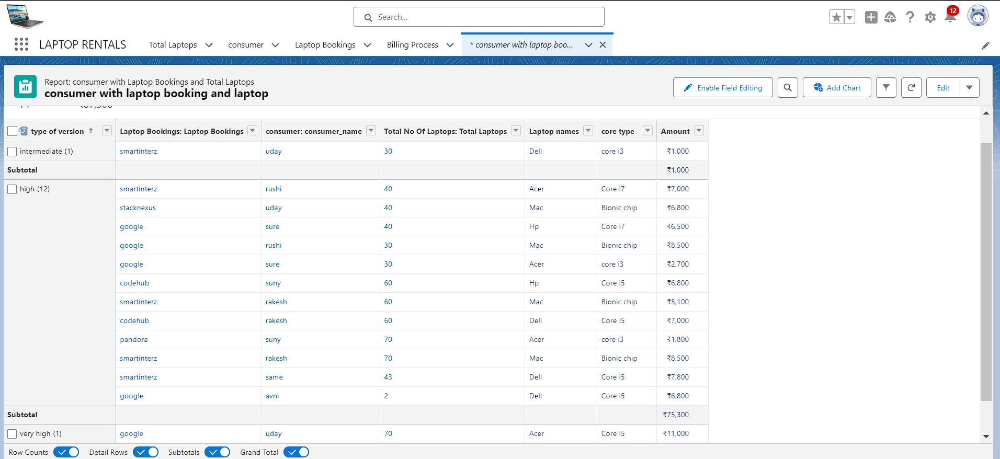 Search...
12
LAPTOP RENTALS Total Laptops consumer Laptop Bookings Billing Process * consumer with laptop boo...
Report: consumer with Laptop Bookings and Total Laptops
consumer with laptop booking and laptop
Enable Field Editing Add Chart Edit
type of version ↑ Laptop Bookings: Laptop Bookings consumer: consumer_name Total No Of Laptops: Total Laptops Laptop names core type Amount
intermediate (1) smartinterz uday 30 Dell core i3 ₹1,000
Subtotal ₹1,000
high (12) smartinterz rushi 40 Acer Core i7 ₹7,000
stacknexus uday 40 Mac Bionic chip ₹6,800
google sure 40 Hp Core i7 ₹6,500
google rushi 30 Mac Bionic chip ₹8,500
google sure 30 Acer core i3 ₹2,700
codehub suny 60 Hp Core i5 ₹6,800
smartinterz rakesh 60 Mac Bionic chip ₹5,100
codehub rakesh 60 Dell Core i5 ₹7,000
pandora suny 70 Acer core i3 ₹1,800
smartinterz rakesh 70 Mac Bionic chip ₹8,500
smartinterz same 43 Dell Core i5 ₹7,800
google avni 2 Dell Core i5 ₹6,800
Subtotal ₹75,300
very high (1) google uday 70 Acer Core i5 ₹11,000
Row Counts Detail Rows Subtotals Grand Total